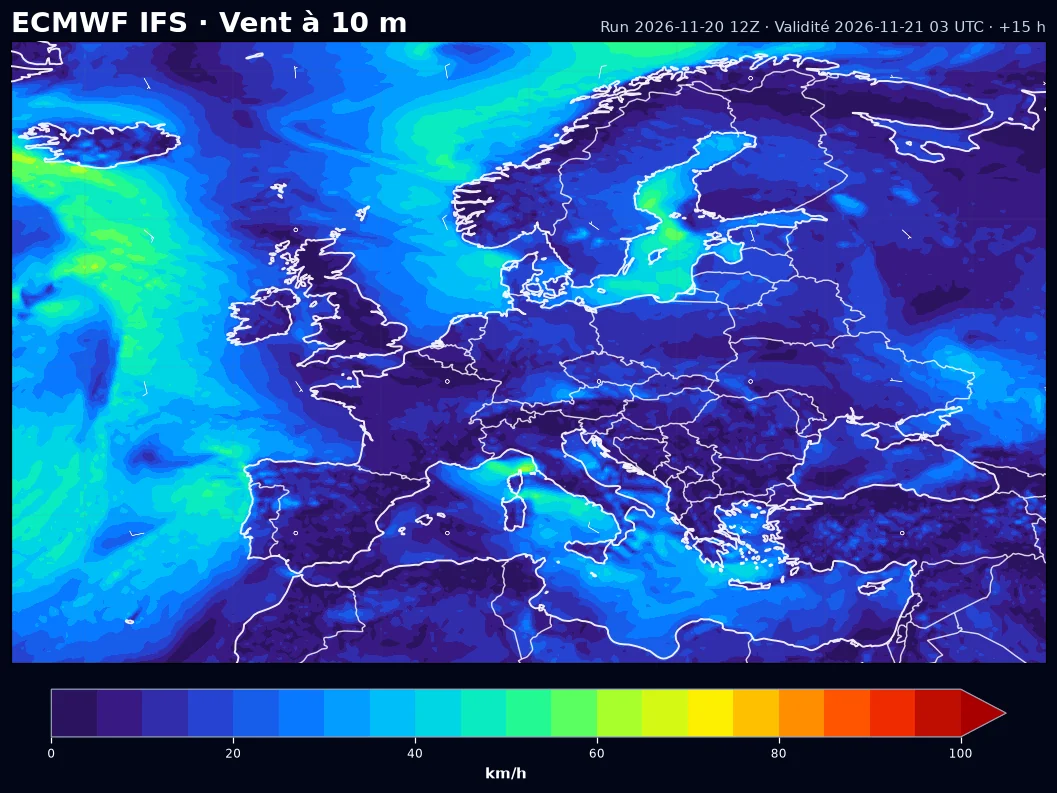 ECMWF IFS · Vent à 10 m
Run 2026-11-20 12Z · Validité 2026-11-21 03 UTC · +15 h
0 20 40 60 80 100
km/h